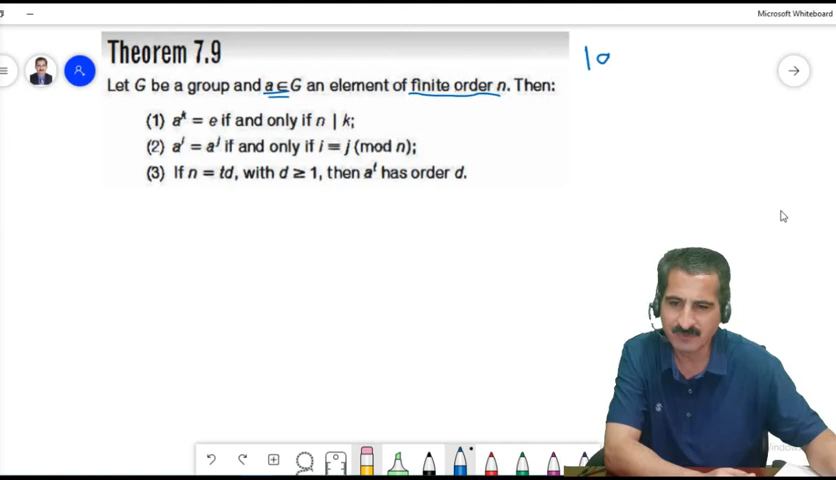 Microsoft Whiteboard
Theorem 7.9
Let G be a group and a ∈ G an element of finite order n. Then:
(1) a^k = e if and only if n | k;
(2) a^i = a^j if and only if i ≡ j (mod n);
(3) If n = td, with d ≥ 1, then a^t has order d.